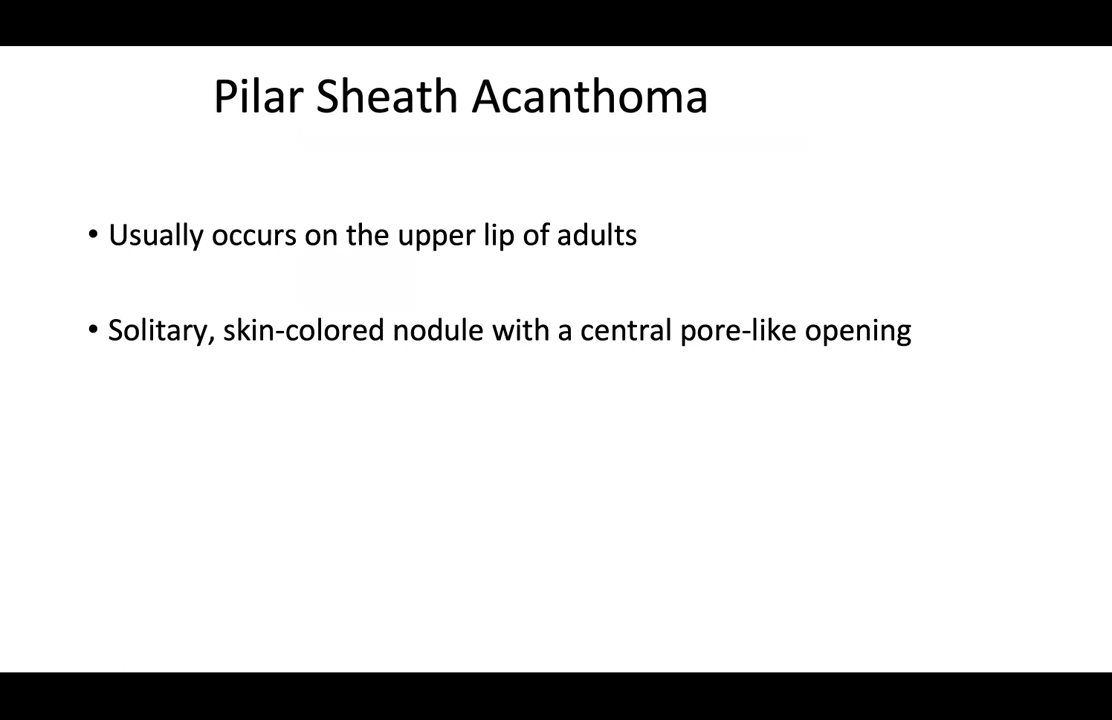 Pilar Sheath Acanthoma
• Usually occurs on the upper lip of adults
• Solitary, skin-colored nodule with a central pore-like opening